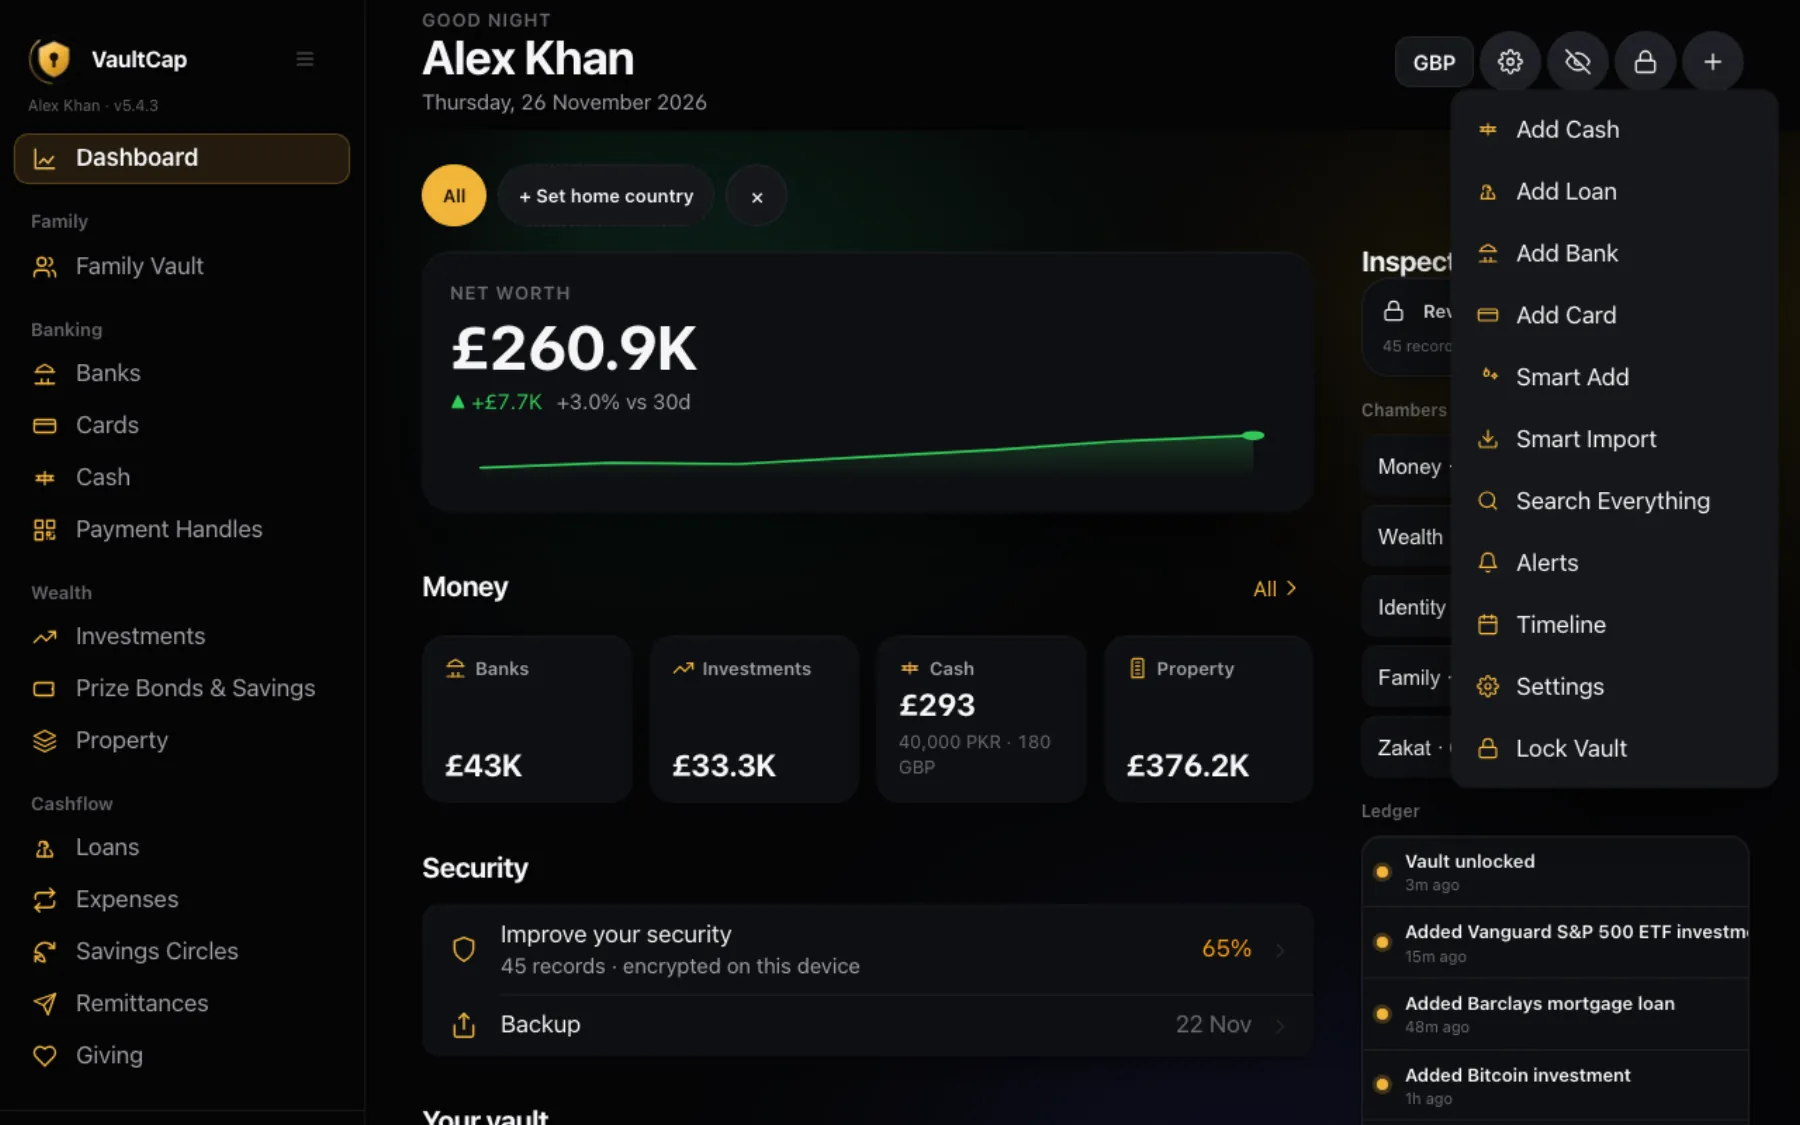 VaultCap
Alex Khan · v5.4.3
Dashboard
Family
Family Vault
Banking
Banks
Cards
Cash
Payment Handles
Wealth
Investments
Prize Bonds & Savings
Property
Cashflow
Loans
Expenses
Savings Circles
Remittances
Giving
GOOD NIGHT
Alex Khan
Thursday, 26 November 2026
GBP
All
+ Set home country
×
NET WORTH
£260.9K
▲ +£7.7K +3.0% vs 30d
Money
All >
Banks
£43K
Investments
£33.3K
Cash
£293
40,000 PKR · 180
GBP
Property
£376.2K
Security
Improve your security
45 records · encrypted on this device
65%
Backup
22 Nov
Your vault
Inspect
Rev
45 record
Chambers
Money ·
Wealth
Identity
Family ·
Zakat ·
Add Cash
Add Loan
Add Bank
Add Card
Smart Add
Smart Import
Search Everything
Alerts
Timeline
Settings
Lock Vault
Ledger
Vault unlocked
3m ago
Added Vanguard S&P 500 ETF investm
15m ago
Added Barclays mortgage loan
48m ago
Added Bitcoin investment
1h ago